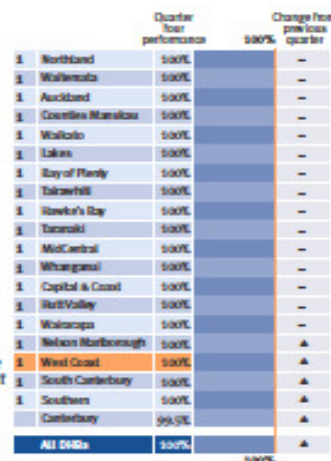 Quarter four performance
100%
Change from previous quarter
1 Northland 100% –
1 Waitemata 100% –
1 Auckland 100% –
1 Counties Manukau 100% –
1 Waikato 100% –
1 Lakes 100% –
1 Bay of Plenty 100% –
1 Tairawhiti 100% –
1 Hawke's Bay 100% –
1 Taranaki 100% –
1 MidCentral 100% –
1 Whanganui 100% –
1 Capital & Coast 100% –
1 Hutt Valley 100% –
1 Wairarapa 100% –
1 Nelson Marlborough 100% ▲
1 West Coast 100% ▲
1 South Canterbury 100% ▲
1 Southern 100% ▲
Canterbury 99.5% ▲
All DHBs 100% ▲
100%